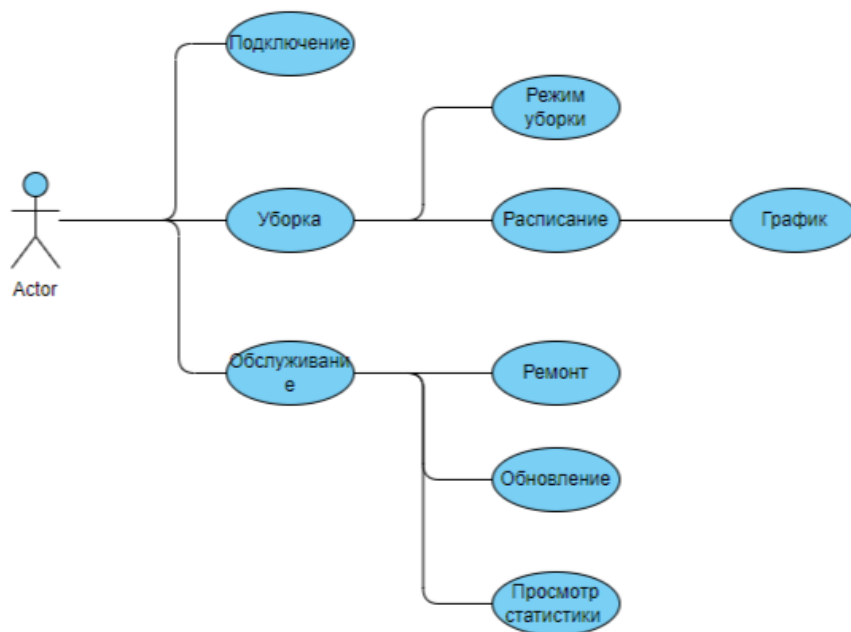 Подключение
Режим
уборки
Уборка
Расписание
График
Actor
Обслуживани
е
Ремонт
Обновление
Просмотр
статистики